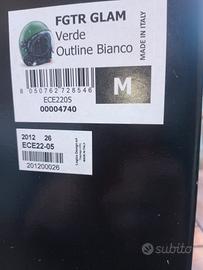 FGTR GLAM
Verde
Outline Bianco
MADE IN ITALY
M
8 050762 728546
ECE2205
00004740
2012 26
ECE22-05
201200026
subito